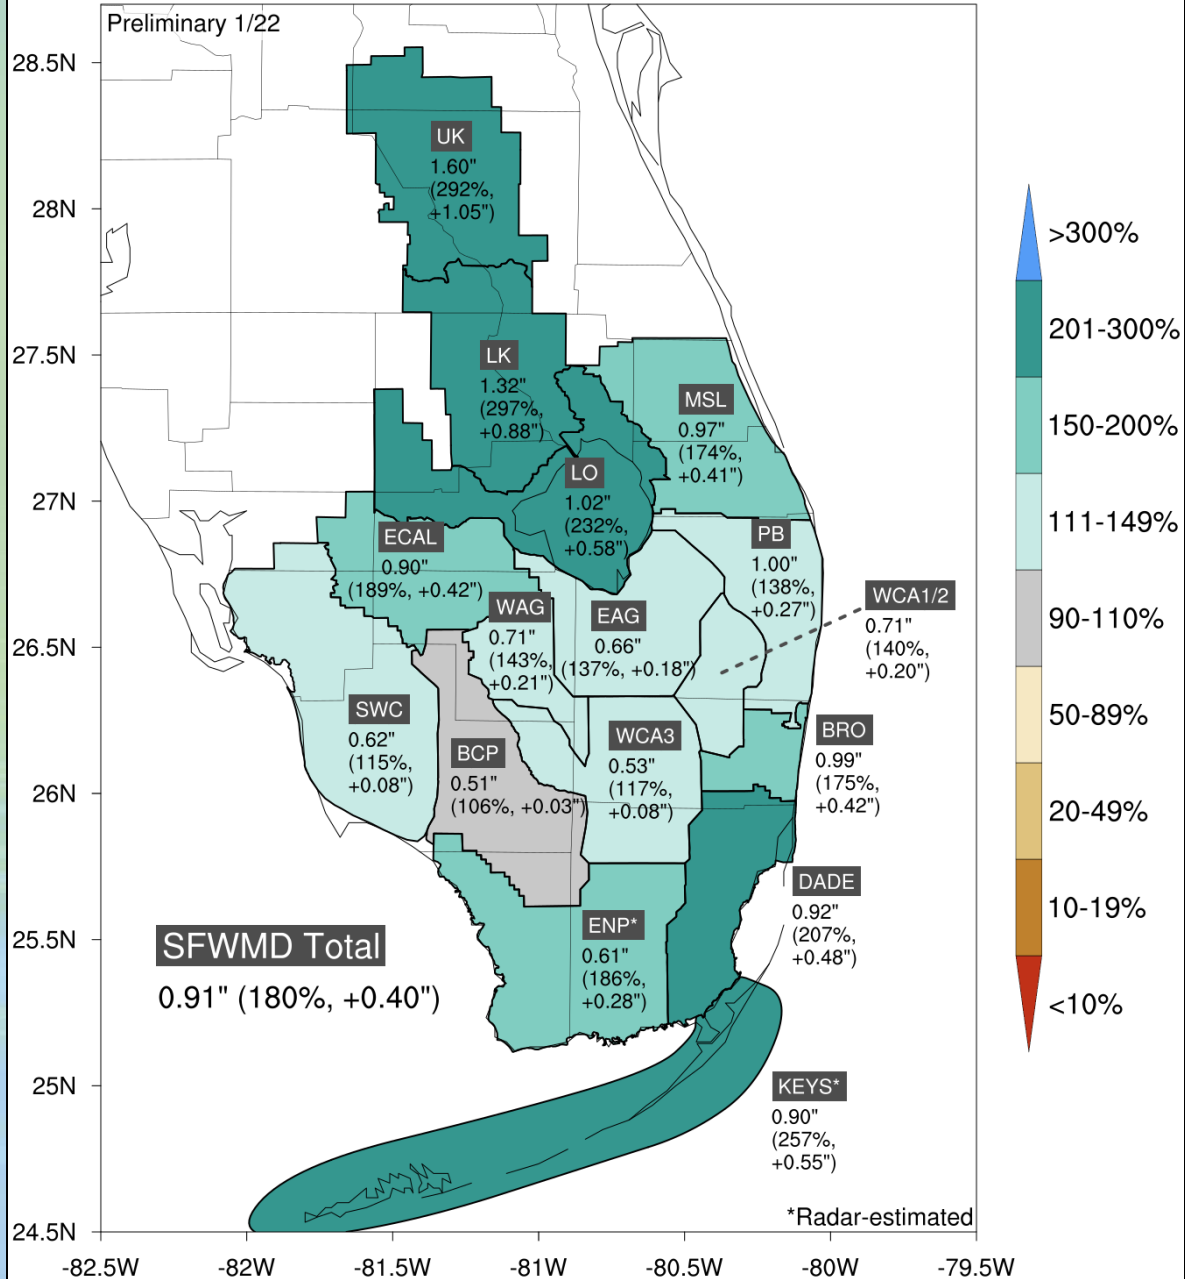 Preliminary 1/22
28.5N
28N
27.5N
27N
26.5N
26N
25.5N
25N
24.5N
UK
1.60"
(292%,
+1.05")
LK
1.32"
(297%,
+0.88")
MSL
0.97"
(174%,
+0.41")
LO
1.02"
(232%,
+0.58")
ECAL
0.90"
(189%, +0.42")
PB
1.00"
(138%,
+0.27")
WAG
0.71"
(143%,
+0.21")
EAG
0.66"
(137%, +0.18")
WCA1/2
0.71"
(140%,
+0.20")
SWC
0.62"
(115%,
+0.08")
BCP
0.51"
(106%, +0.03")
WCA3
0.53"
(117%,
+0.08")
BRO
0.99"
(175%,
+0.42")
DADE
0.92"
(207%,
+0.48")
ENP*
0.61"
(186%,
+0.28")
SFWMD Total
0.91" (180%, +0.40")
KEYS*
0.90"
(257%,
+0.55")
*Radar-estimated
-82.5W -82W -81.5W -81W -80.5W -80W -79.5W
>300%
201-300%
150-200%
111-149%
90-110%
50-89%
20-49%
10-19%
<10%